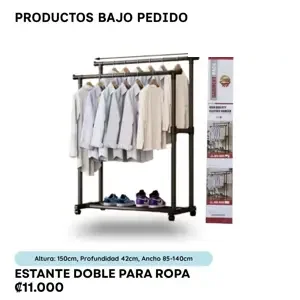 PRODUCTOS BAJO PEDIDO
Altura: 150cm, Profundidad 42cm, Ancho 85-140cm
ESTANTE DOBLE PARA ROPA
₡11.000